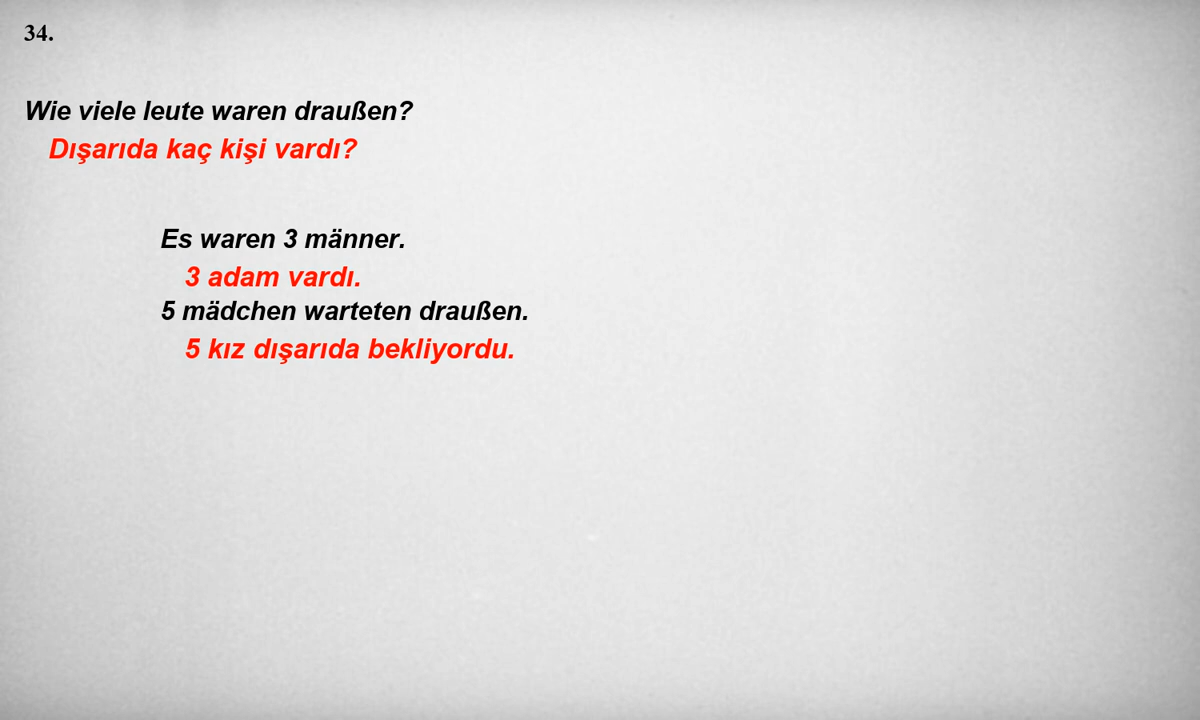 34.
Wie viele leute waren draußen?
Dışarıda kaç kişi vardı?
Es waren 3 männer.
3 adam vardı.
5 mädchen warteten draußen.
5 kız dışarıda bekliyordu.